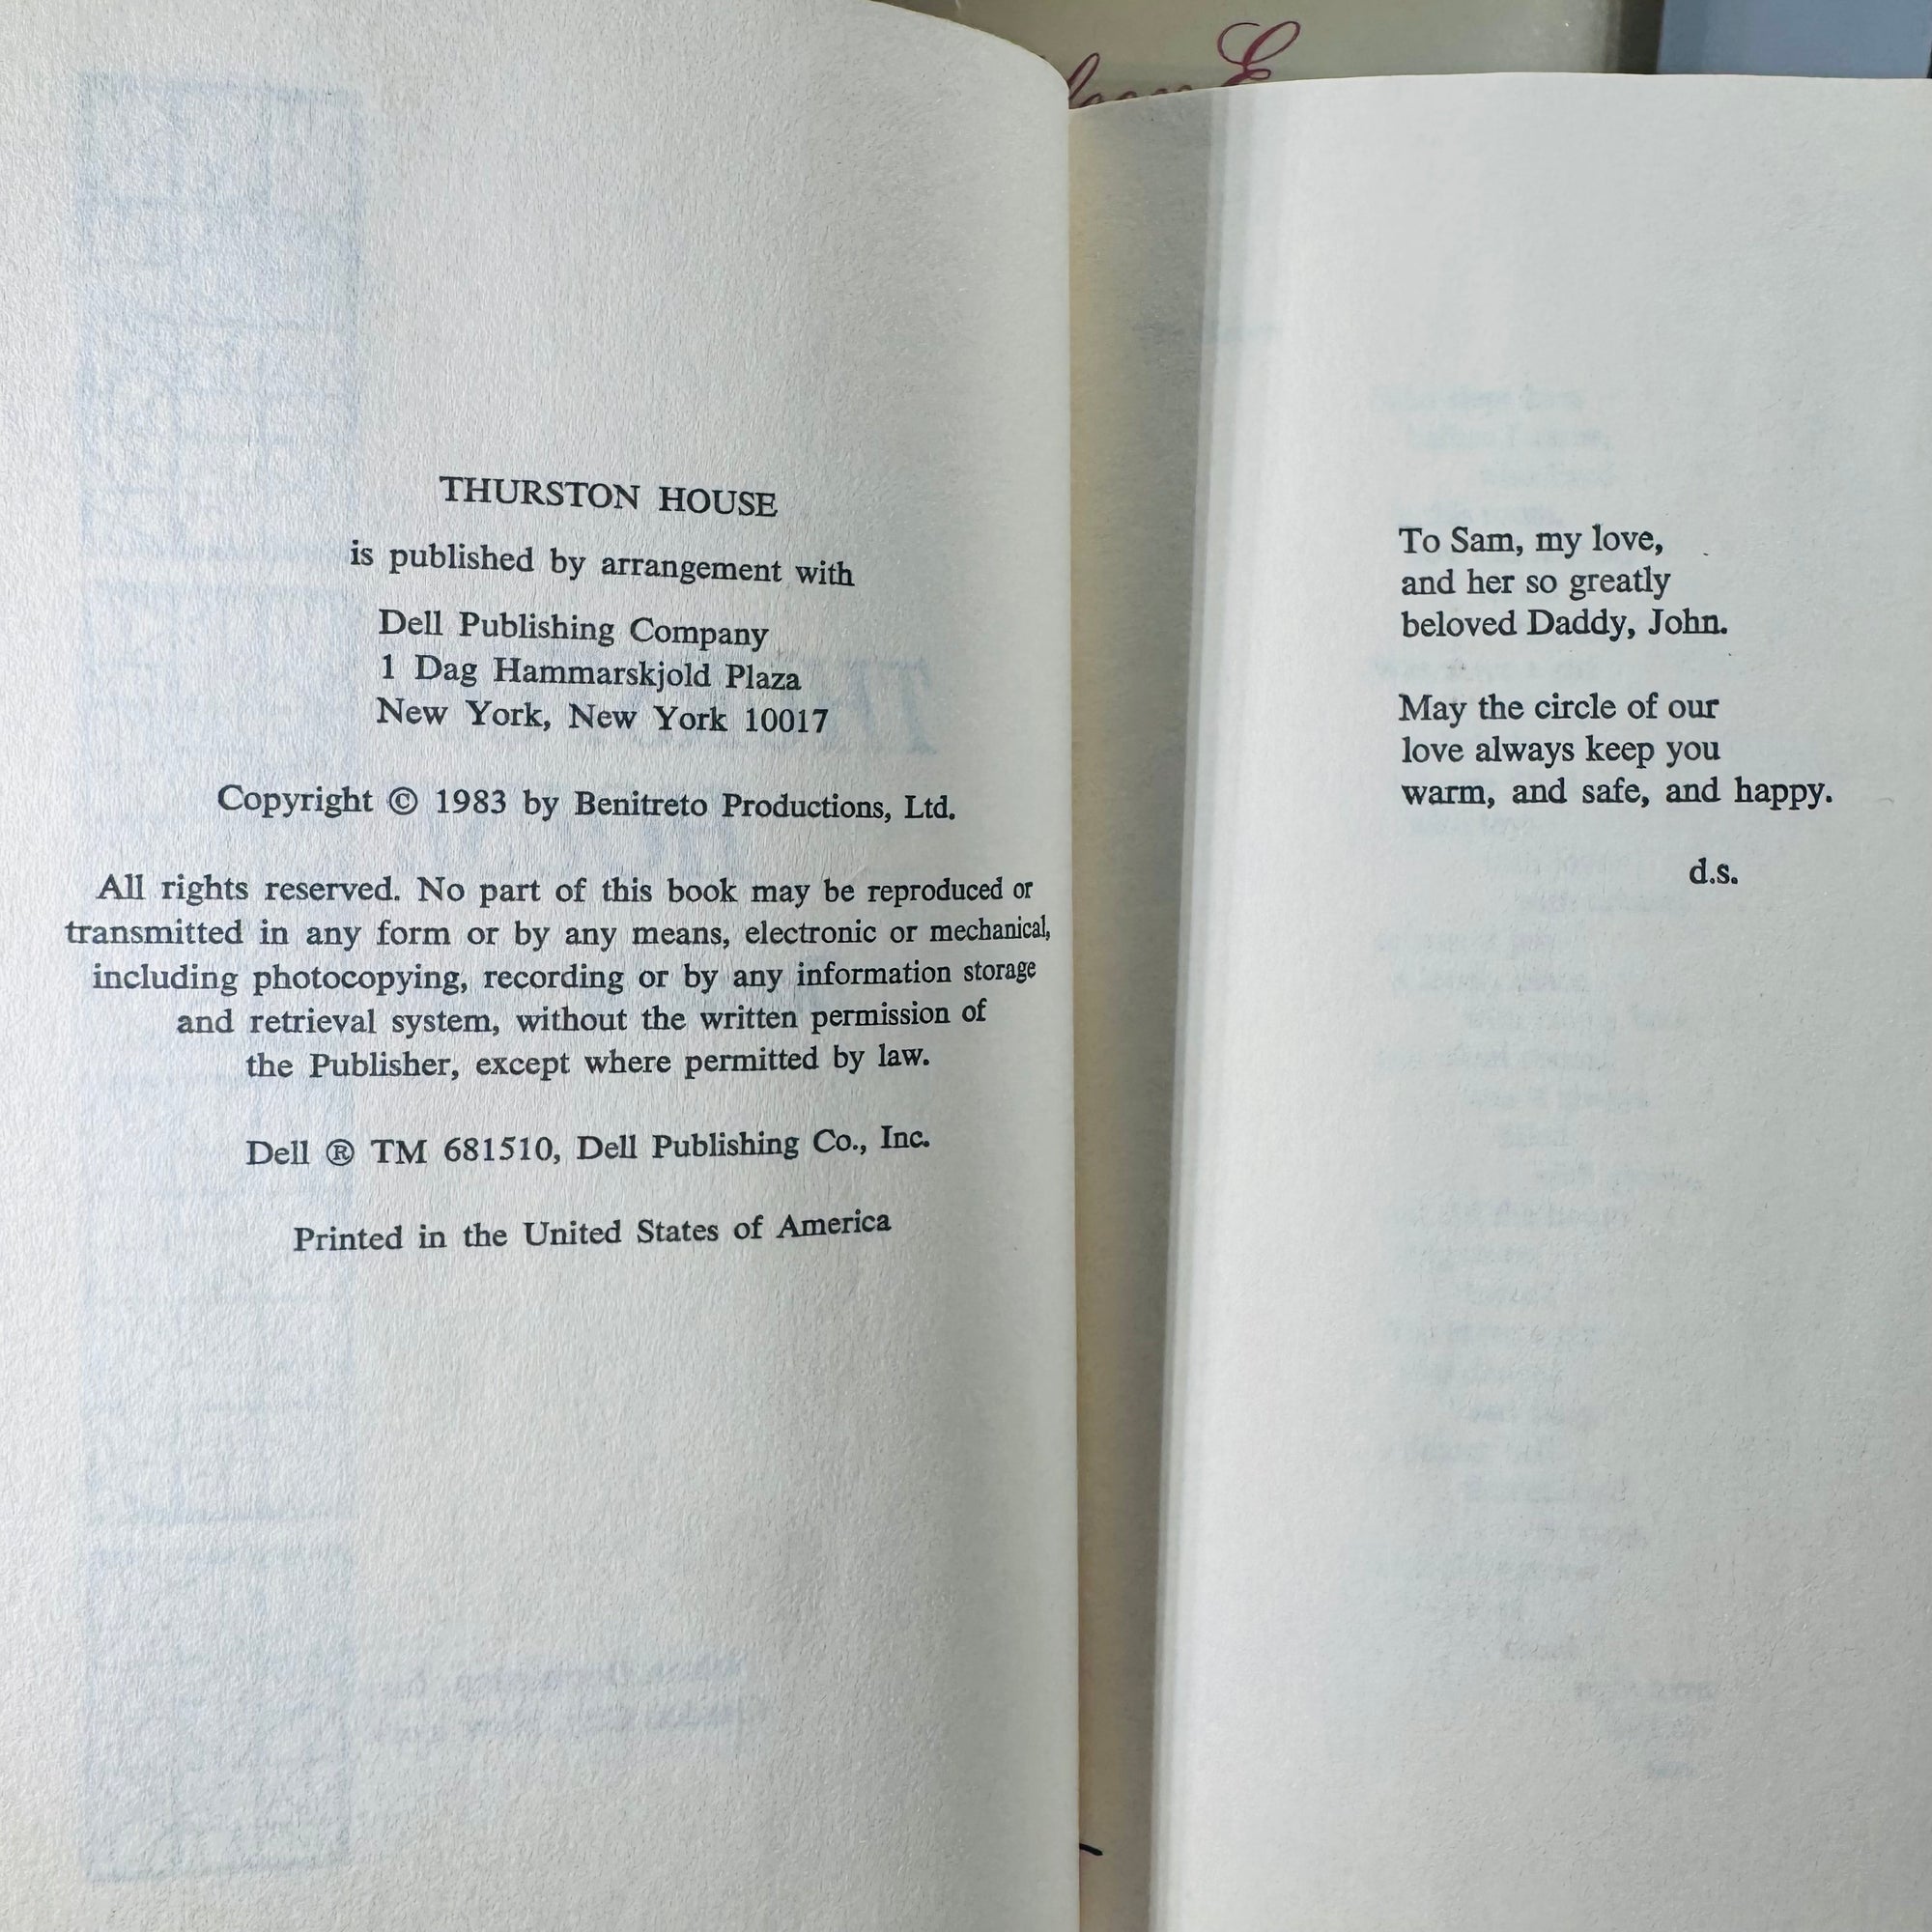 THURSTON HOUSE
is published by arrangement with
Dell Publishing Company
1 Dag Hammarskjold Plaza
New York, New York 10017
Copyright © 1983 by Benitreto Productions, Ltd.
All rights reserved. No part of this book may be reproduced or
transmitted in any form or by any means, electronic or mechanical,
including photocopying, recording or by any information storage
and retrieval system, without the written permission of
the Publisher, except where permitted by law.
Dell ® TM 681510, Dell Publishing Co., Inc.
Printed in the United States of America
To Sam, my love,
and her so greatly
beloved Daddy, John.
May the circle of our
love always keep you
warm, and safe, and happy.
d.s.